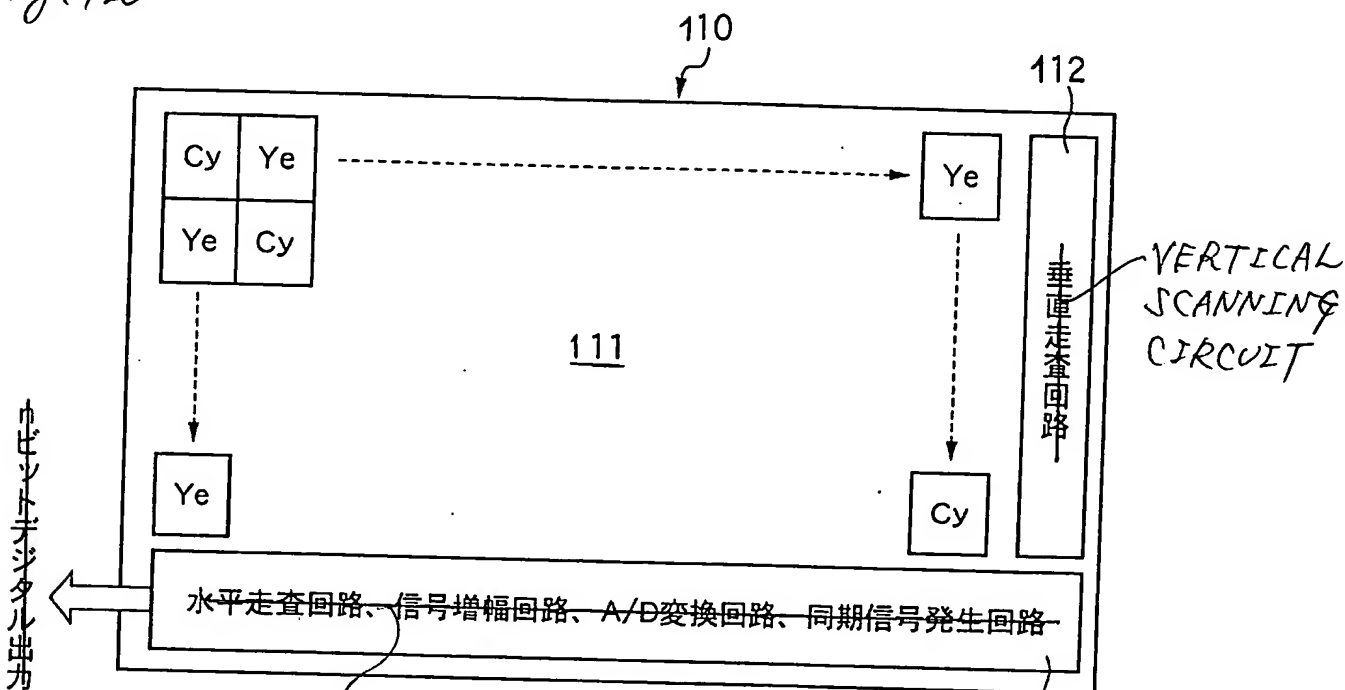 110
112
Cy Ye
Ye
Ye Cy
垂直走査回路
VERTICAL
SCANNING
CIRCUIT
111
nビットデジタル出力
Ye
Cy
水平走査回路、信号増幅回路、A/D変換回路、同期信号発生回路